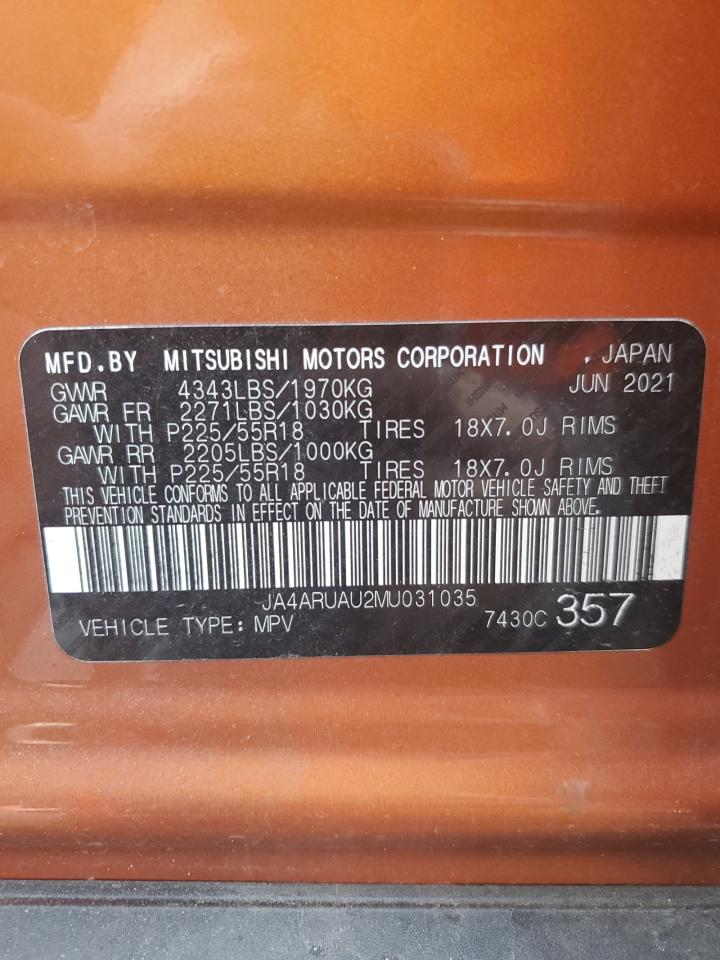 MFD.BY MITSUBISHI MOTORS CORPORATION , JAPAN
GVWR 4343LBS/1970KG JUN 2021
GAWR FR 2271LBS/1030KG
WITH P225/55R18 TIRES 18X7.0J RIMS
GAWR RR 2205LBS/1000KG
WITH P225/55R18 TIRES 18X7.0J RIMS
THIS VEHICLE CONFORMS TO ALL APPLICABLE FEDERAL MOTOR VEHICLE SAFETY AND THEFT
PREVENTION STANDARDS IN EFFECT ON THE DATE OF MANUFACTURE SHOWN ABOVE.
JA4ARUAU2MU031035
VEHICLE TYPE: MPV 7430C 357